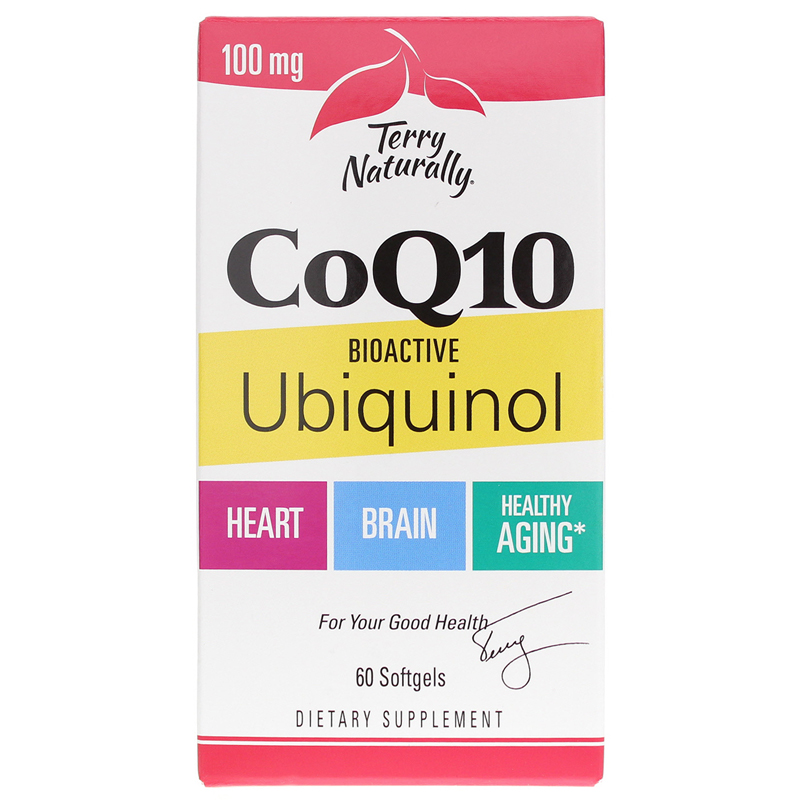 100 mg
Terry
Naturally®
CoQ10
BIOACTIVE
Ubiquinol
HEART
BRAIN
HEALTHY
AGING*
For Your Good Health,
Terry
60 Softgels
DIETARY SUPPLEMENT